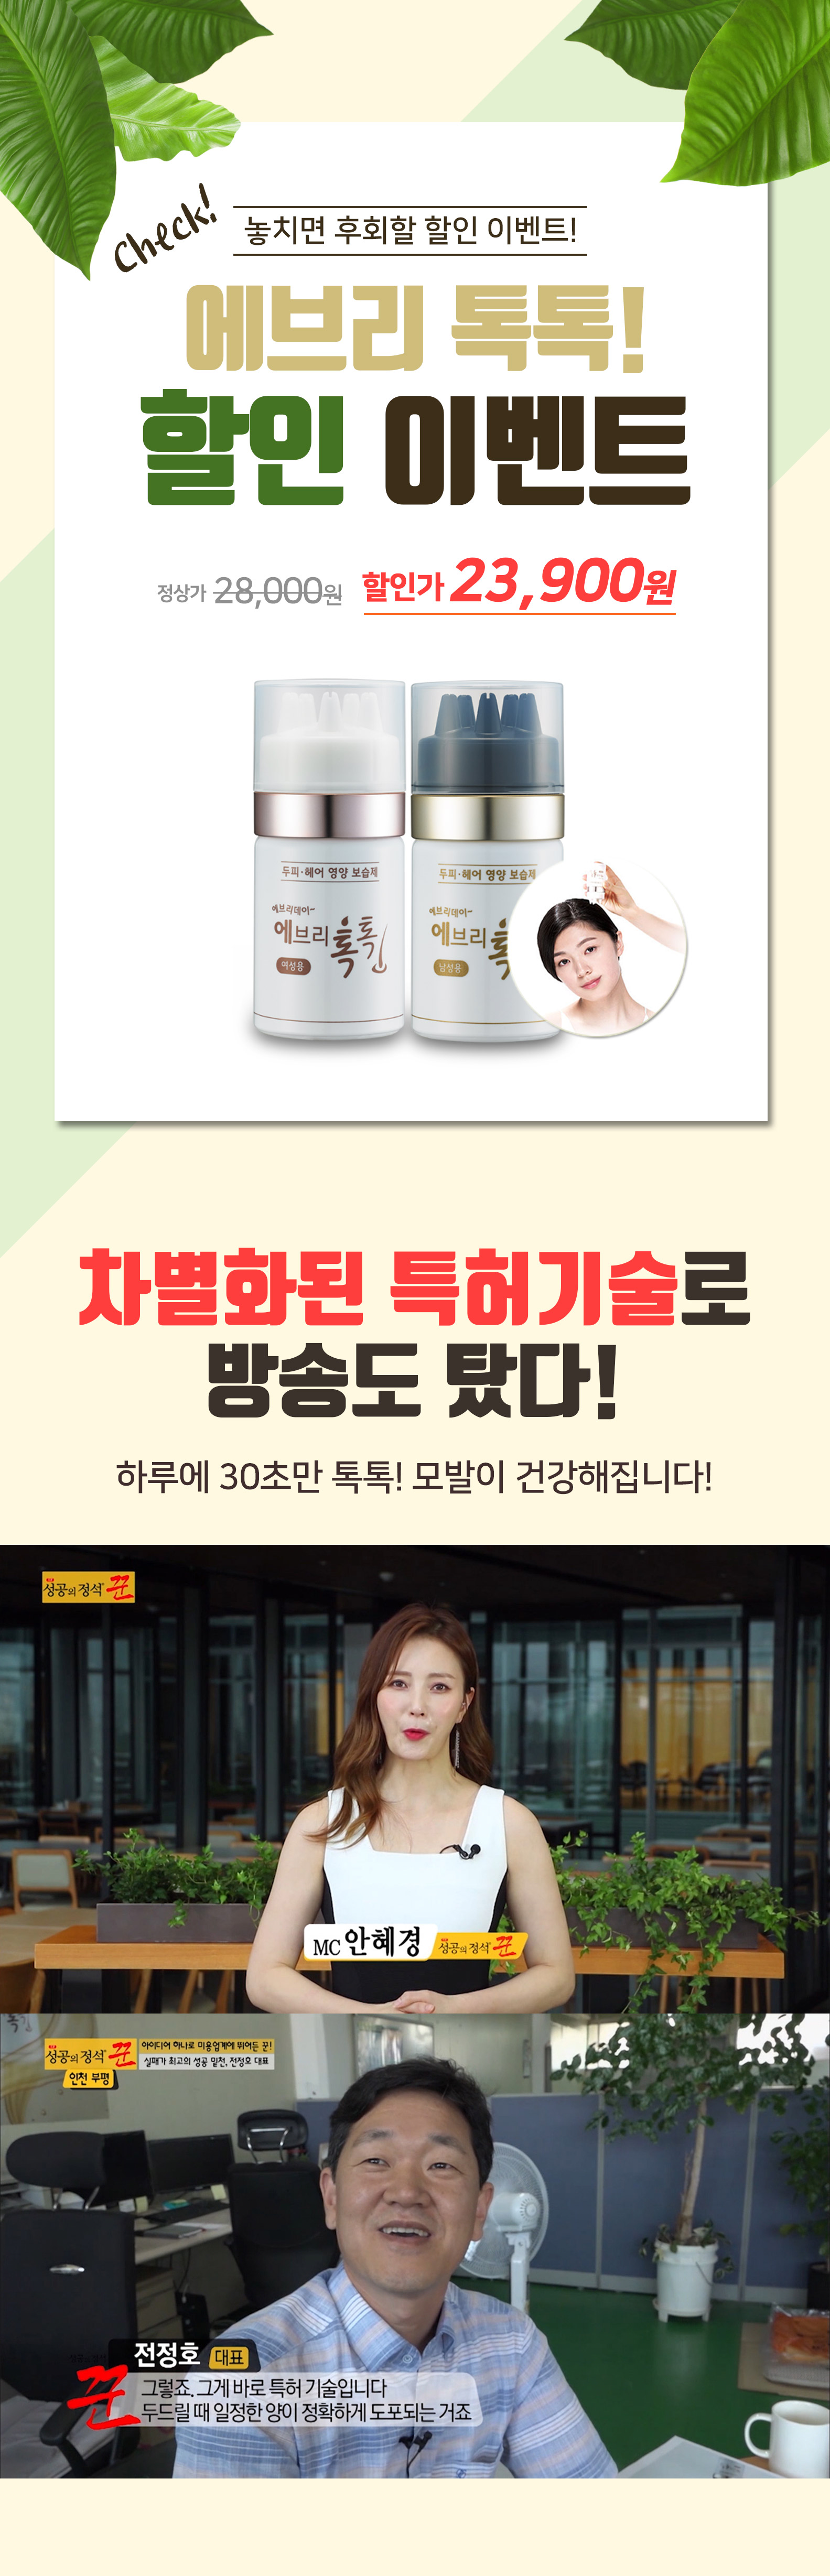 Check!
놓치면 후회할 할인 이벤트!
에브리 톡톡!
할인 이벤트
정상가 28,000원 할인가 23,900원
두피·헤어 영양 보습제
에브리데이~
에브리 톡톡
여성용
두피·헤어 영양 보습제
에브리데이~
에브리 톡
남성용
차별화된 특허기술로
방송도 탔다!
하루에 30초만 톡톡! 모발이 건강해집니다!
성공의 정석 꾼
MC 안혜경 성공의 정석 꾼
성공의 정석 꾼
아이디어 하나로 미용업계에 뛰어든 꾼!
실패가 최고의 성공 밑천, 전정호 대표
인천 부평
전정호 대표
꾼
그렇죠. 그게 바로 특허 기술입니다
두드릴 때 일정한 양이 정확하게 도포되는 거죠